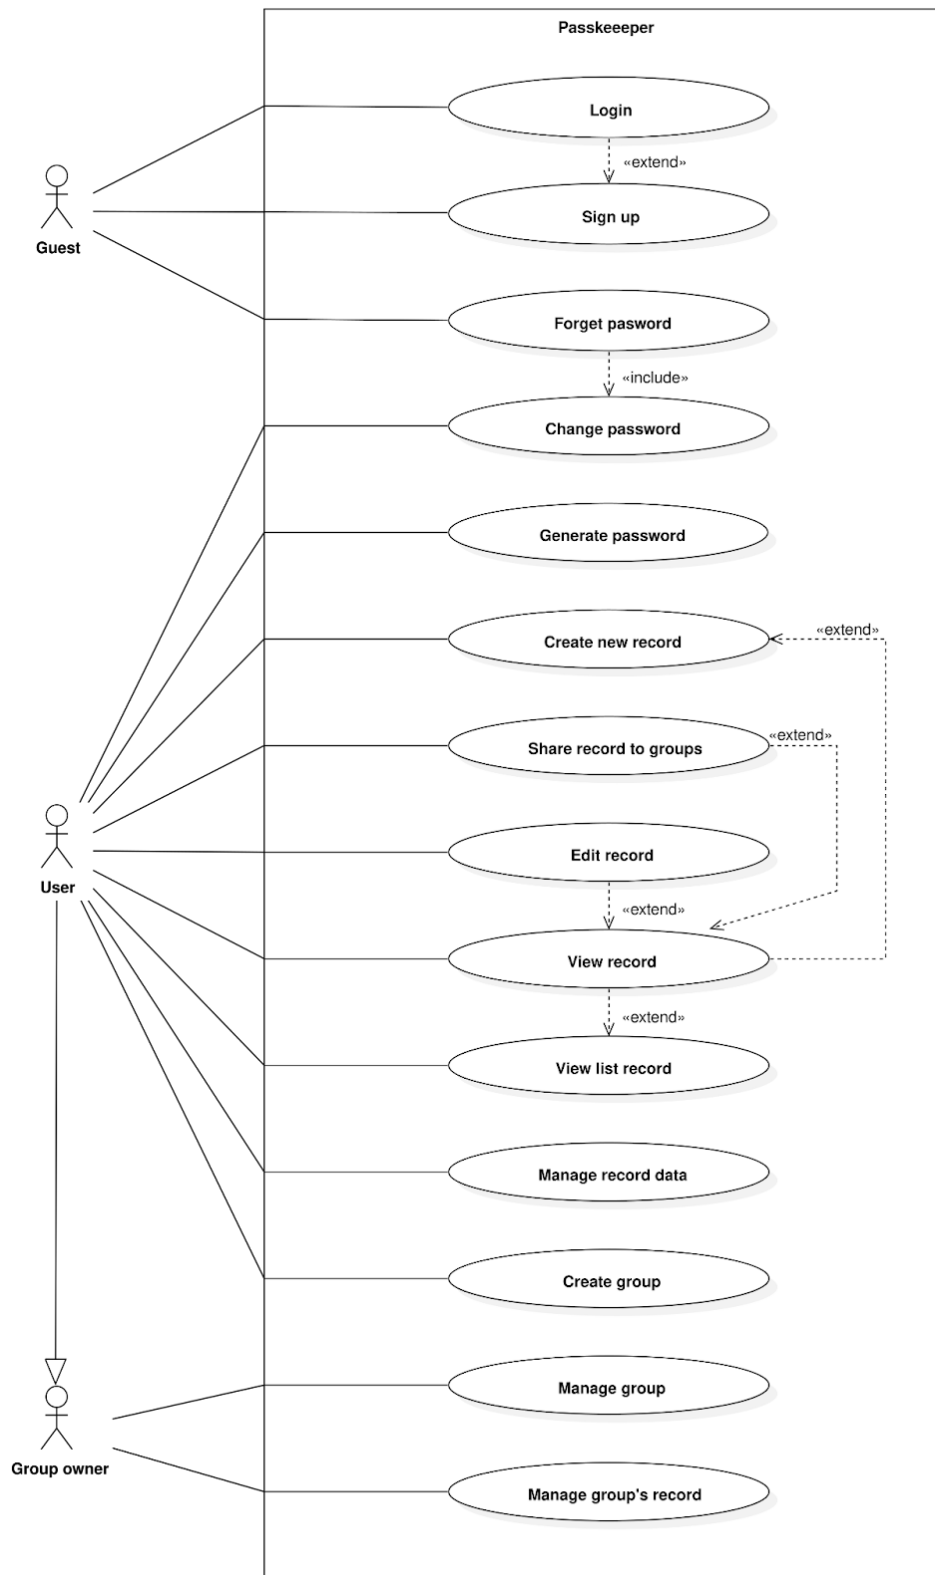 Passkeeeper
Login
«extend»
Sign up
Guest
Forget pasword
«include»
Change password
Generate password
Create new record
«extend»
Share record to groups
«extend»
Edit record
User
«extend»
View record
«extend»
View list record
Manage record data
Create group
Manage group
Group owner
Manage group's record